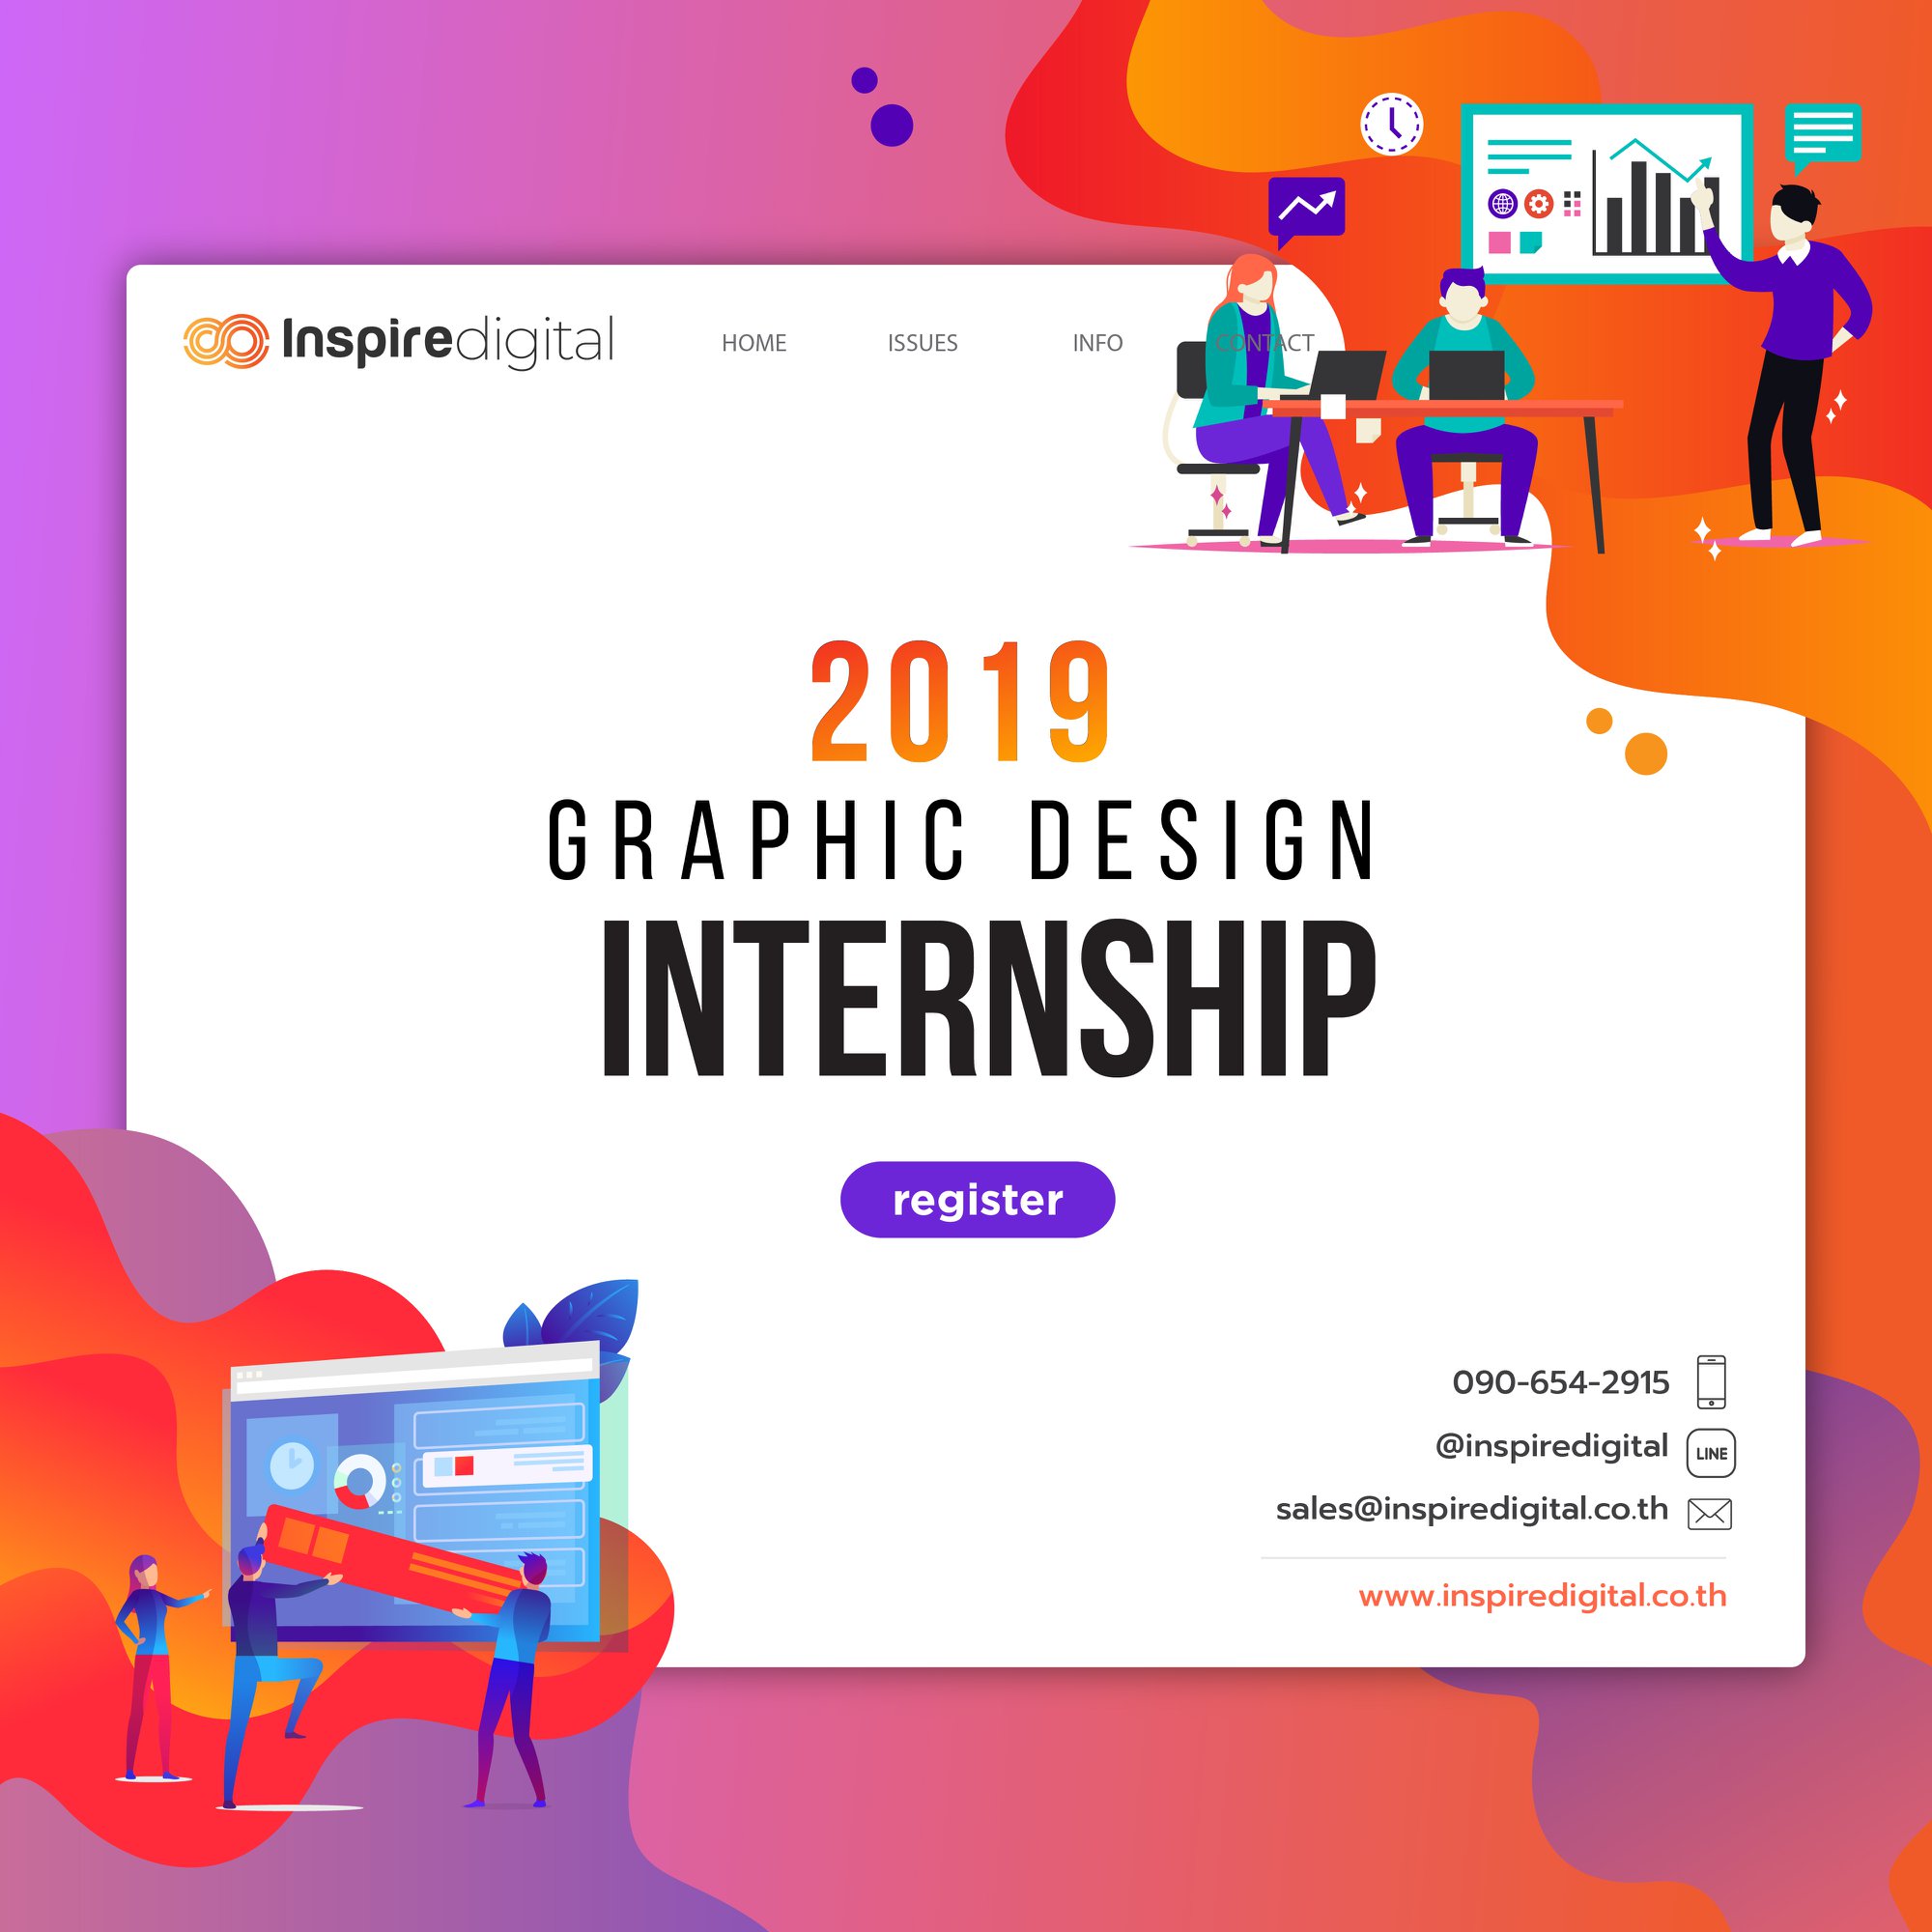 Inspiredigital
HOME ISSUES INFO CONTACT
2019
GRAPHIC DESIGN
INTERNSHIP
register
090-654-2915
@inspiredigital LINE
sales@inspiredigital.co.th
www.inspiredigital.co.th